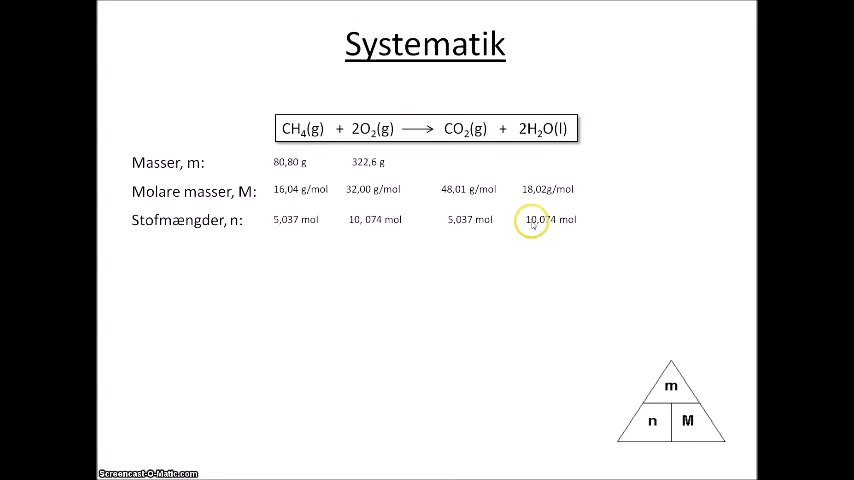 Systematik
CH₄(g) + 2O₂(g) ⟶ CO₂(g) + 2H₂O(l)
Masser, m: 80,80 g 322,6 g
Molare masser, M: 16,04 g/mol 32,00 g/mol 48,01 g/mol 18,02g/mol
Stofmængder, n: 5,037 mol 10, 074 mol 5,037 mol 10,074 mol
m
n M
Screencast-O-Matic.com